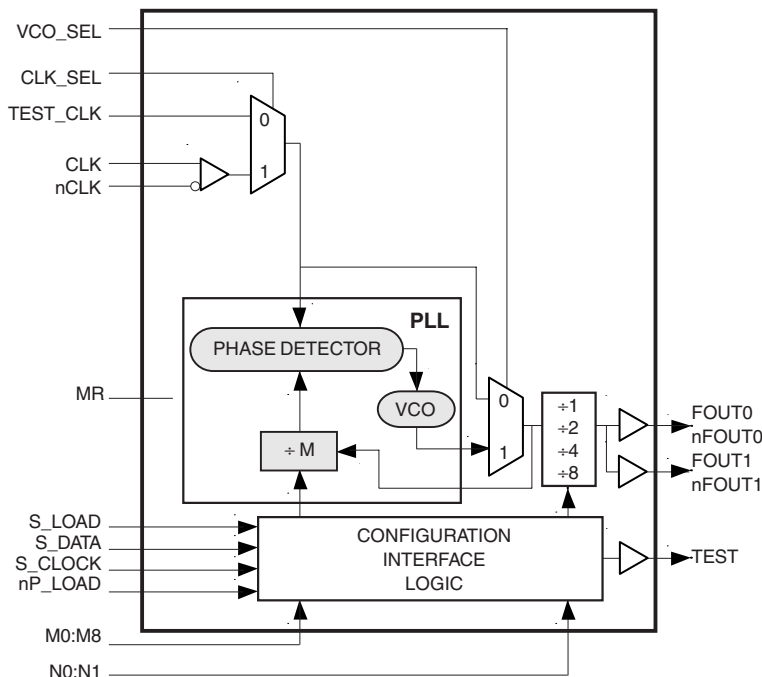 VCO_SEL
CLK_SEL
TEST_CLK
0
CLK
1
nCLK
PLL
PHASE DETECTOR
MR
VCO
0
÷1
÷2
÷4
÷8
FOUT0
nFOUT0
÷ M
1
FOUT1
nFOUT1
S_LOAD
S_DATA
S_CLOCK
nP_LOAD
CONFIGURATION
INTERFACE
LOGIC
TEST
M0:M8
N0:N1